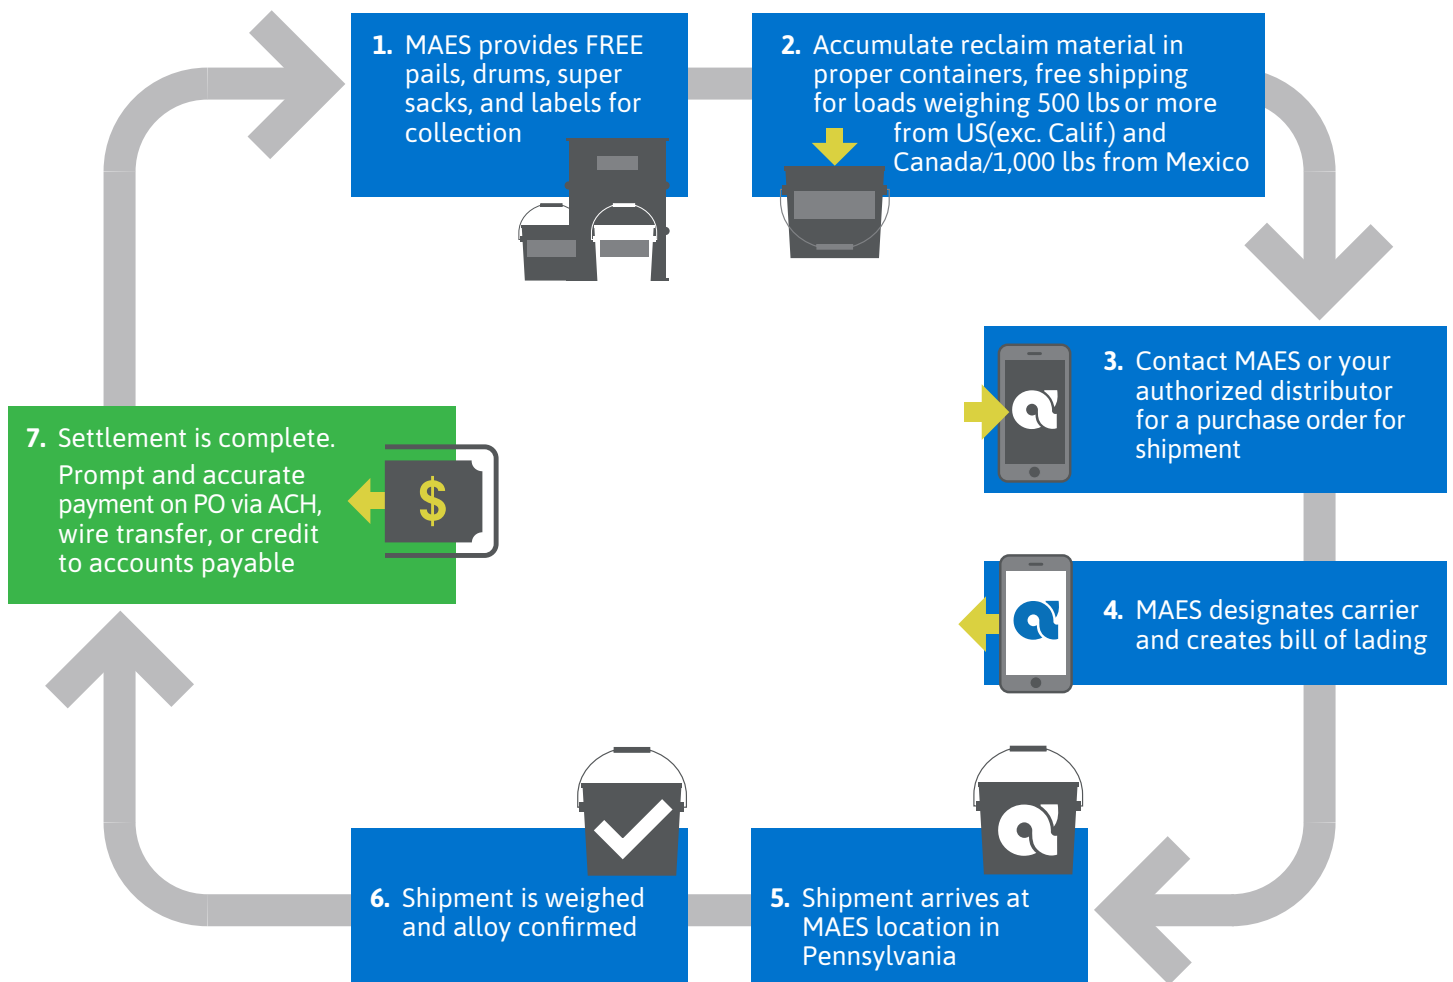 1. MAES provides FREE
pails, drums, super
sacks, and labels for
collection
2. Accumulate reclaim material in
proper containers, free shipping
for loads weighing 500 lbs or more
from US(exc. Calif.) and
Canada/1,000 lbs from Mexico
3. Contact MAES or your
authorized distributor
for a purchase order for
shipment
4. MAES designates carrier
and creates bill of lading
5. Shipment arrives at
MAES location in
Pennsylvania
6. Shipment is weighed
and alloy confirmed
7. Settlement is complete.
Prompt and accurate
payment on PO via ACH,
wire transfer, or credit
to accounts payable
$